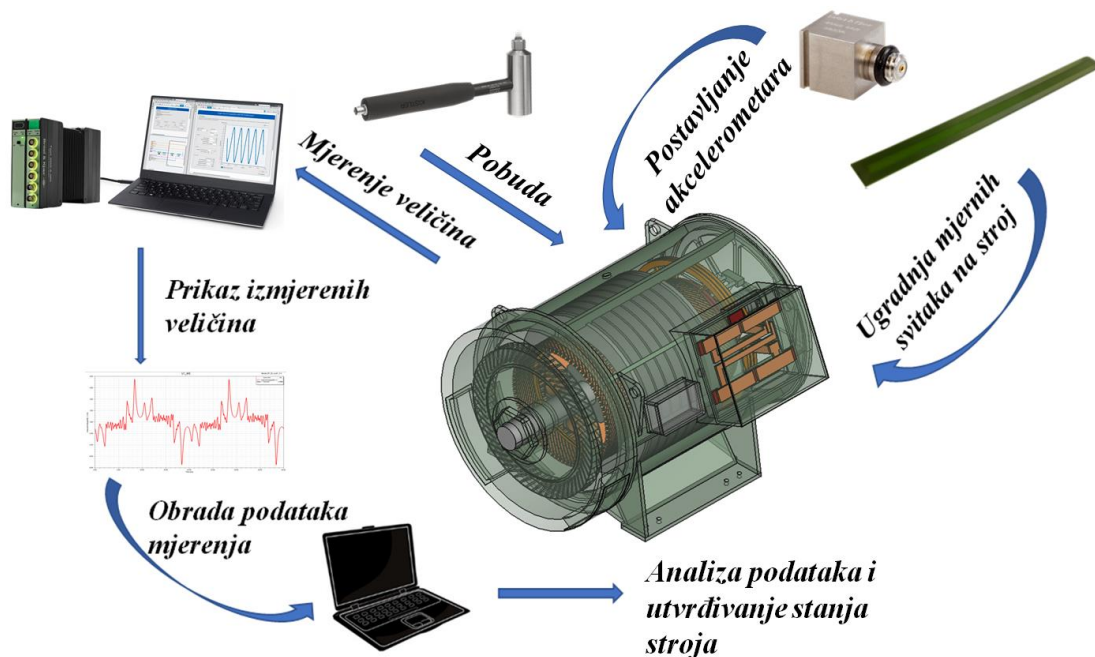 Postavljanje
akcelerometara
Mjerenje veličina
Pobuda
Ugradnja mjernih
svitaka na stroj
Prikaz izmjerenih
veličina
Obrada podataka
mjerenja
Analiza podataka i
utvrđivanje stanja
stroja